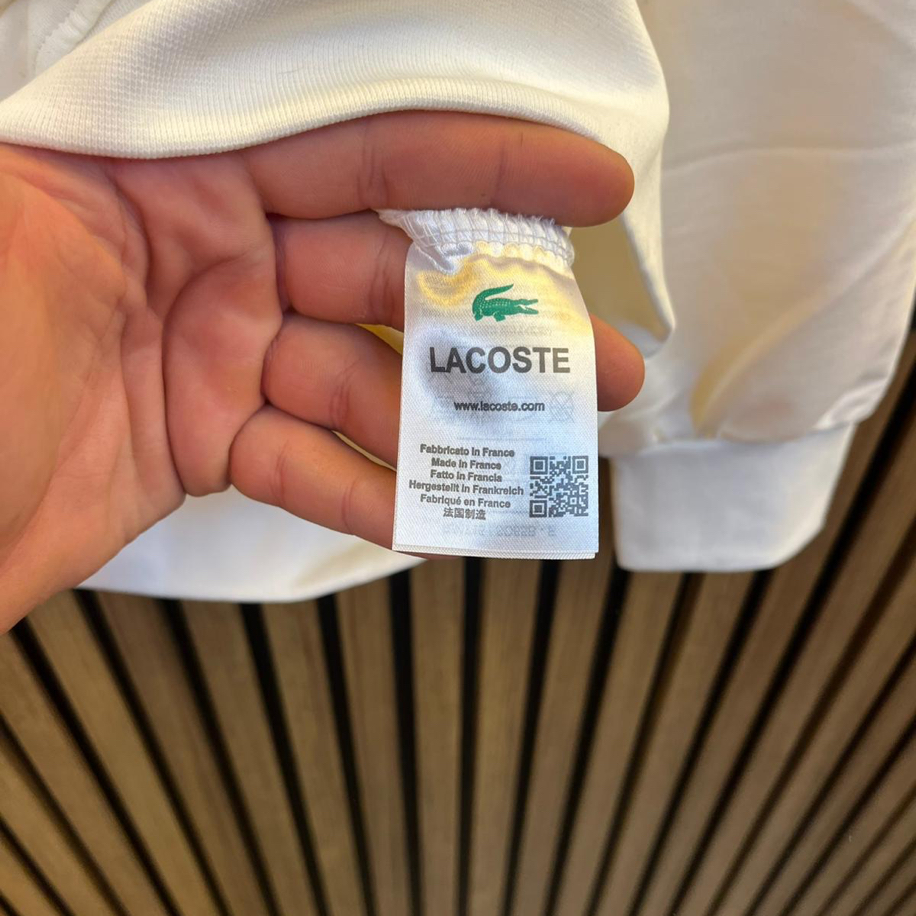 LACOSTE
www.lacoste.com
Fabbricato in France
Made in France
Fatto in Francia
Hergestellt in Frankreich
Fabriqué en France
法国制造